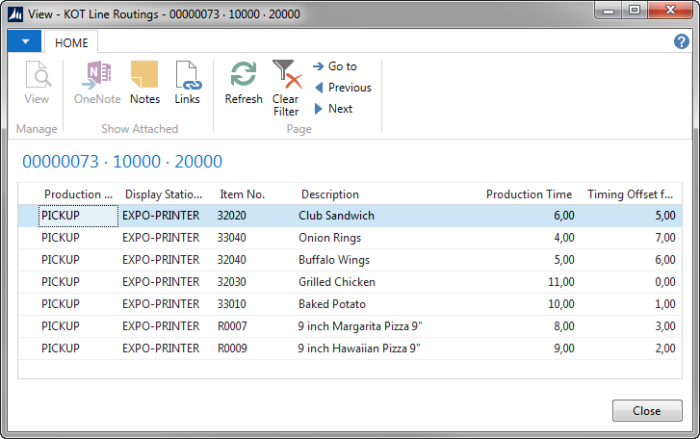 View - KOT Line Routings - 00000073 · 10000 · 20000
HOME
View
OneNote
Notes
Links
Refresh
Clear Filter
Go to
Previous
Next
Manage
Show Attached
Page
00000073 · 10000 · 20000
Production ... Display Statio... Item No. Description Production Time Timing Offset f...
PICKUP EXPO-PRINTER 32020 Club Sandwich 6,00 5,00
PICKUP EXPO-PRINTER 33040 Onion Rings 4,00 7,00
PICKUP EXPO-PRINTER 32040 Buffalo Wings 5,00 6,00
PICKUP EXPO-PRINTER 32030 Grilled Chicken 11,00 0,00
PICKUP EXPO-PRINTER 33010 Baked Potato 10,00 1,00
PICKUP EXPO-PRINTER R0007 9 inch Margarita Pizza 9" 8,00 3,00
PICKUP EXPO-PRINTER R0009 9 inch Hawaiian Pizza 9" 9,00 2,00
Close